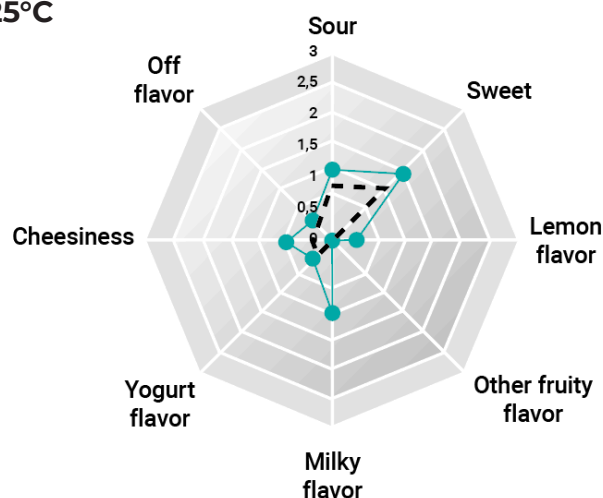 25°C
Sour
3
2,5
2
1,5
1
0,5
0
Off
flavor
Sweet
Cheesiness
Lemon
flavor
Yogurt
flavor
Other fruity
flavor
Milky
flavor